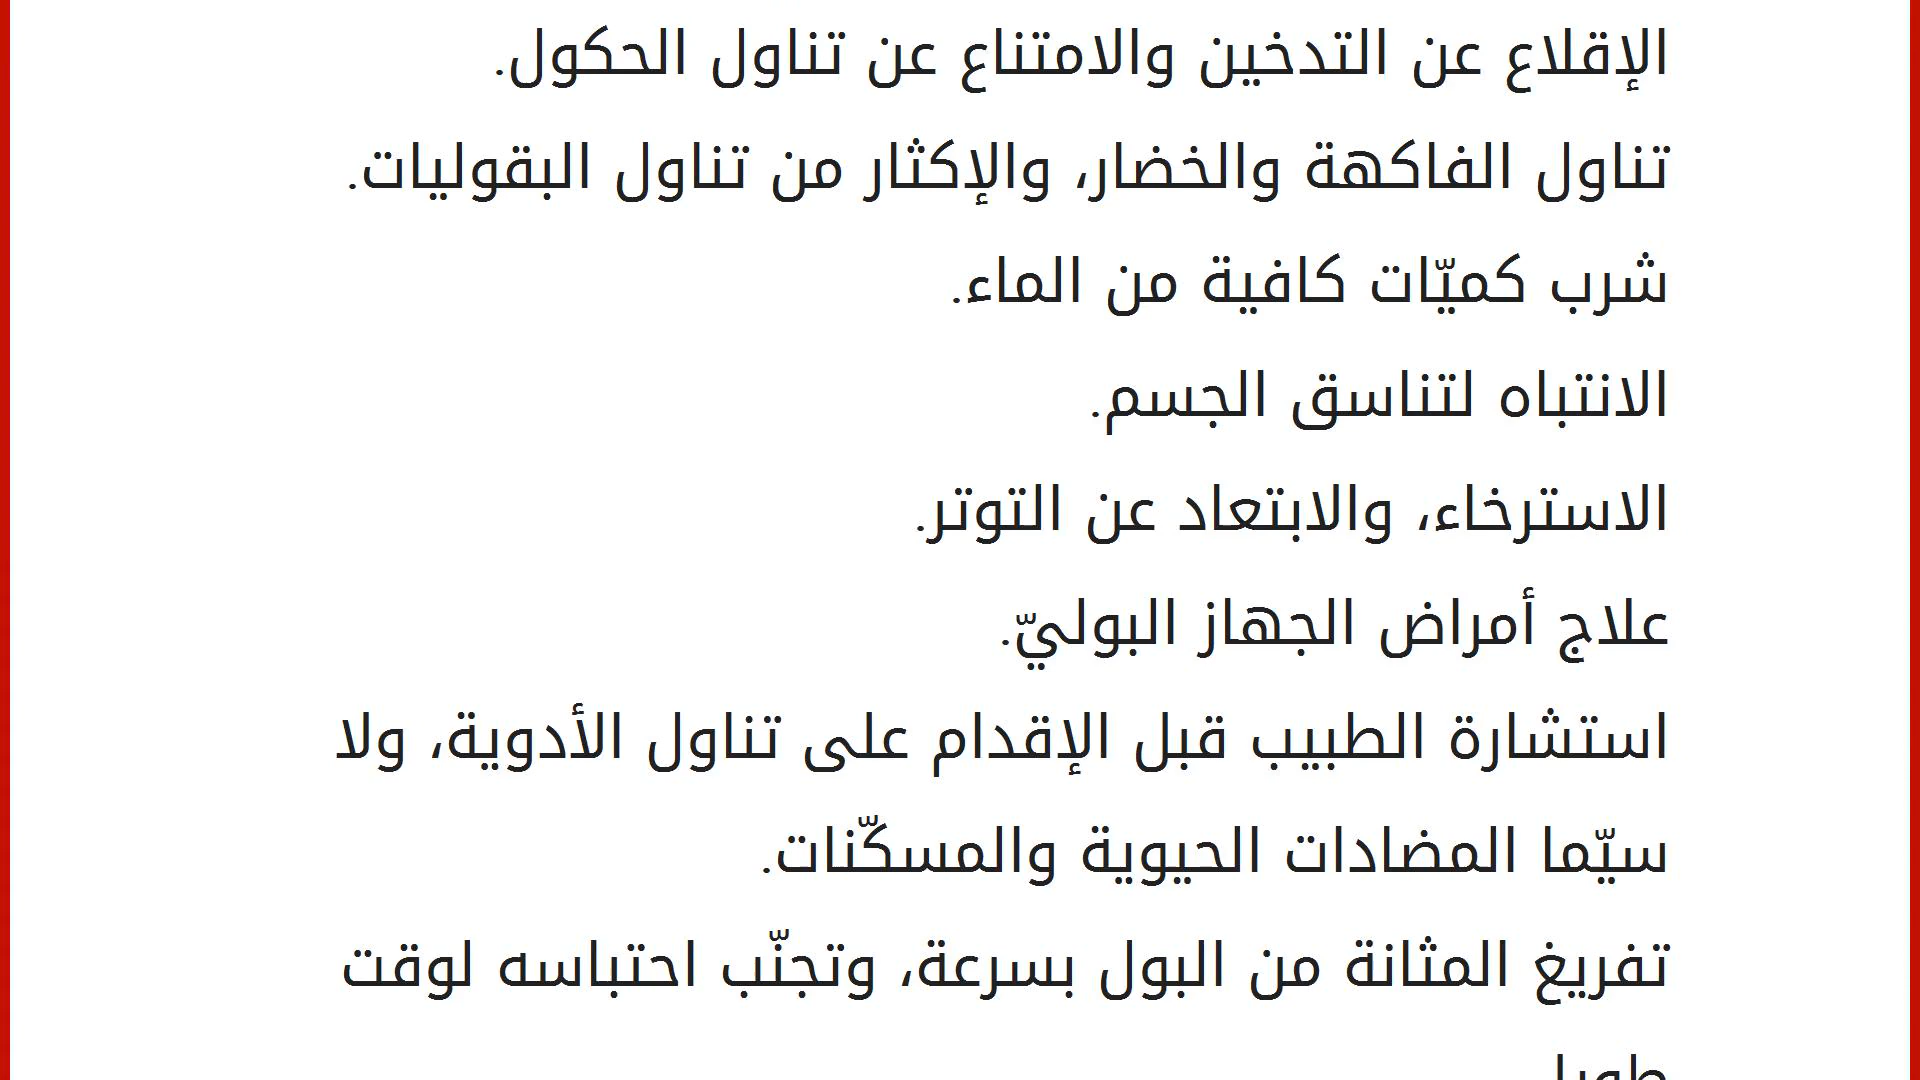 الإقلاع عن التدخين والامتناع عن تناول الحكول.
تناول الفاكهة والخضار، والإكثار من تناول البقوليات.
شرب كميّات كافية من الماء.
الانتباه لتناسق الجسم.
الاسترخاء، والابتعاد عن التوتر.
علاج أمراض الجهاز البوليّ.
استشارة الطبيب قبل الإقدام على تناول الأدوية، ولا
سيّما المضادات الحيوية والمسكّنات.
تفريغ المثانة من البول بسرعة، وتجنّب احتباسه لوقت